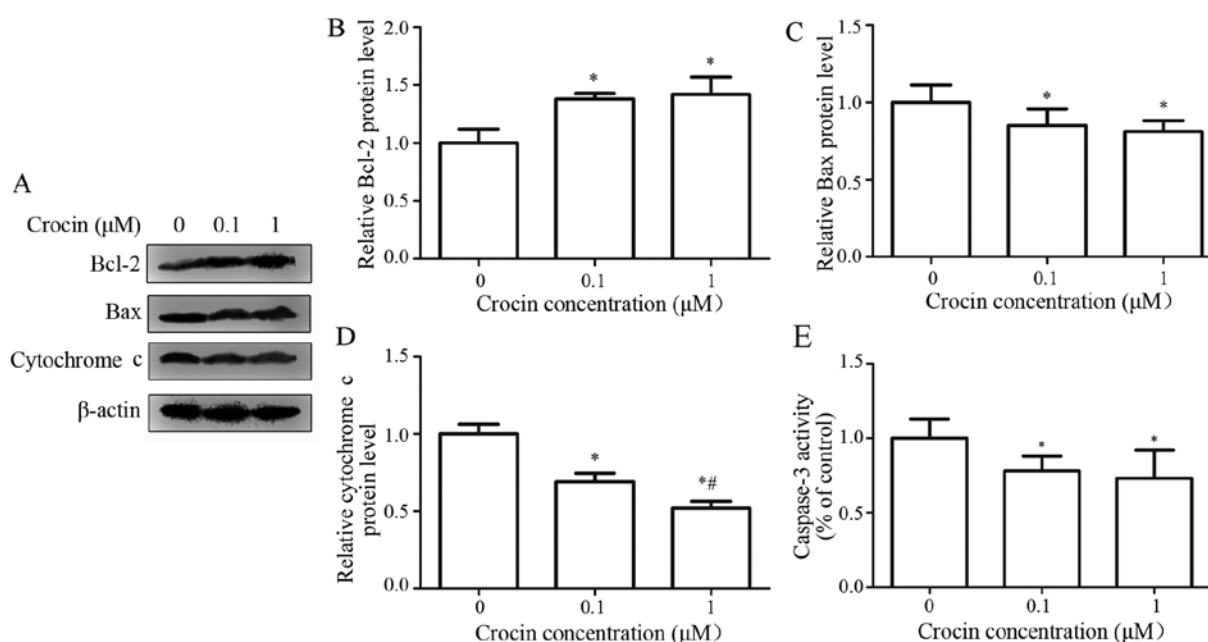 A
Crocin (μM) 0 0.1 1
Bcl-2
Bax
Cytochrome c
β-actin
B
Relative Bcl-2 protein level
2.0
1.5
1.0
0.5
0.0
* *
0 0.1 1
Crocin concentration (μM)
C
Relative Bax protein level
1.5
1.0
0.5
0.0
* *
0 0.1 1
Crocin concentration (μM)
D
Relative cytochrome c
protein level
1.5
1.0
0.5
0.0
* *#
0 0.1 1
Crocin concentration (μM)
E
Caspase-3 activity
(% of control)
1.5
1.0
0.5
0.0
* *
0 0.1 1
Crocin concentration (μM)